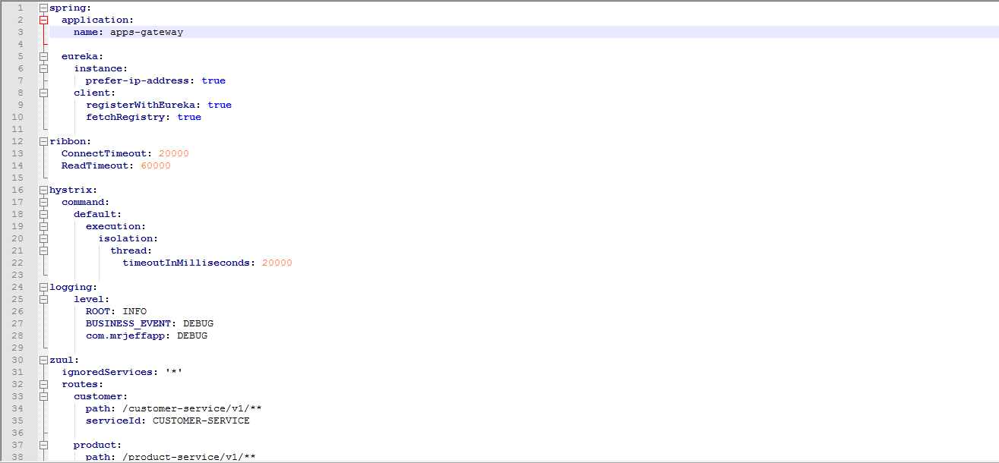 1 spring:
2   application:
3     name: apps-gateway
4
5   eureka:
6     instance:
7       prefer-ip-address: true
8     client:
9       registerWithEureka: true
10       fetchRegistry: true
11
12 ribbon:
13   ConnectTimeout: 20000
14   ReadTimeout: 60000
15
16 hystrix:
17   command:
18     default:
19       execution:
20         isolation:
21           thread:
22             timeoutInMilliseconds: 20000
23
24 logging:
25     level:
26       ROOT: INFO
27       BUSINESS_EVENT: DEBUG
28       com.mrjeffapp: DEBUG
29
30 zuul:
31   ignoredServices: '*'
32   routes:
33     customer:
34       path: /customer-service/v1/**
35       serviceId: CUSTOMER-SERVICE
36
37     product:
38       path: /product-service/v1/**